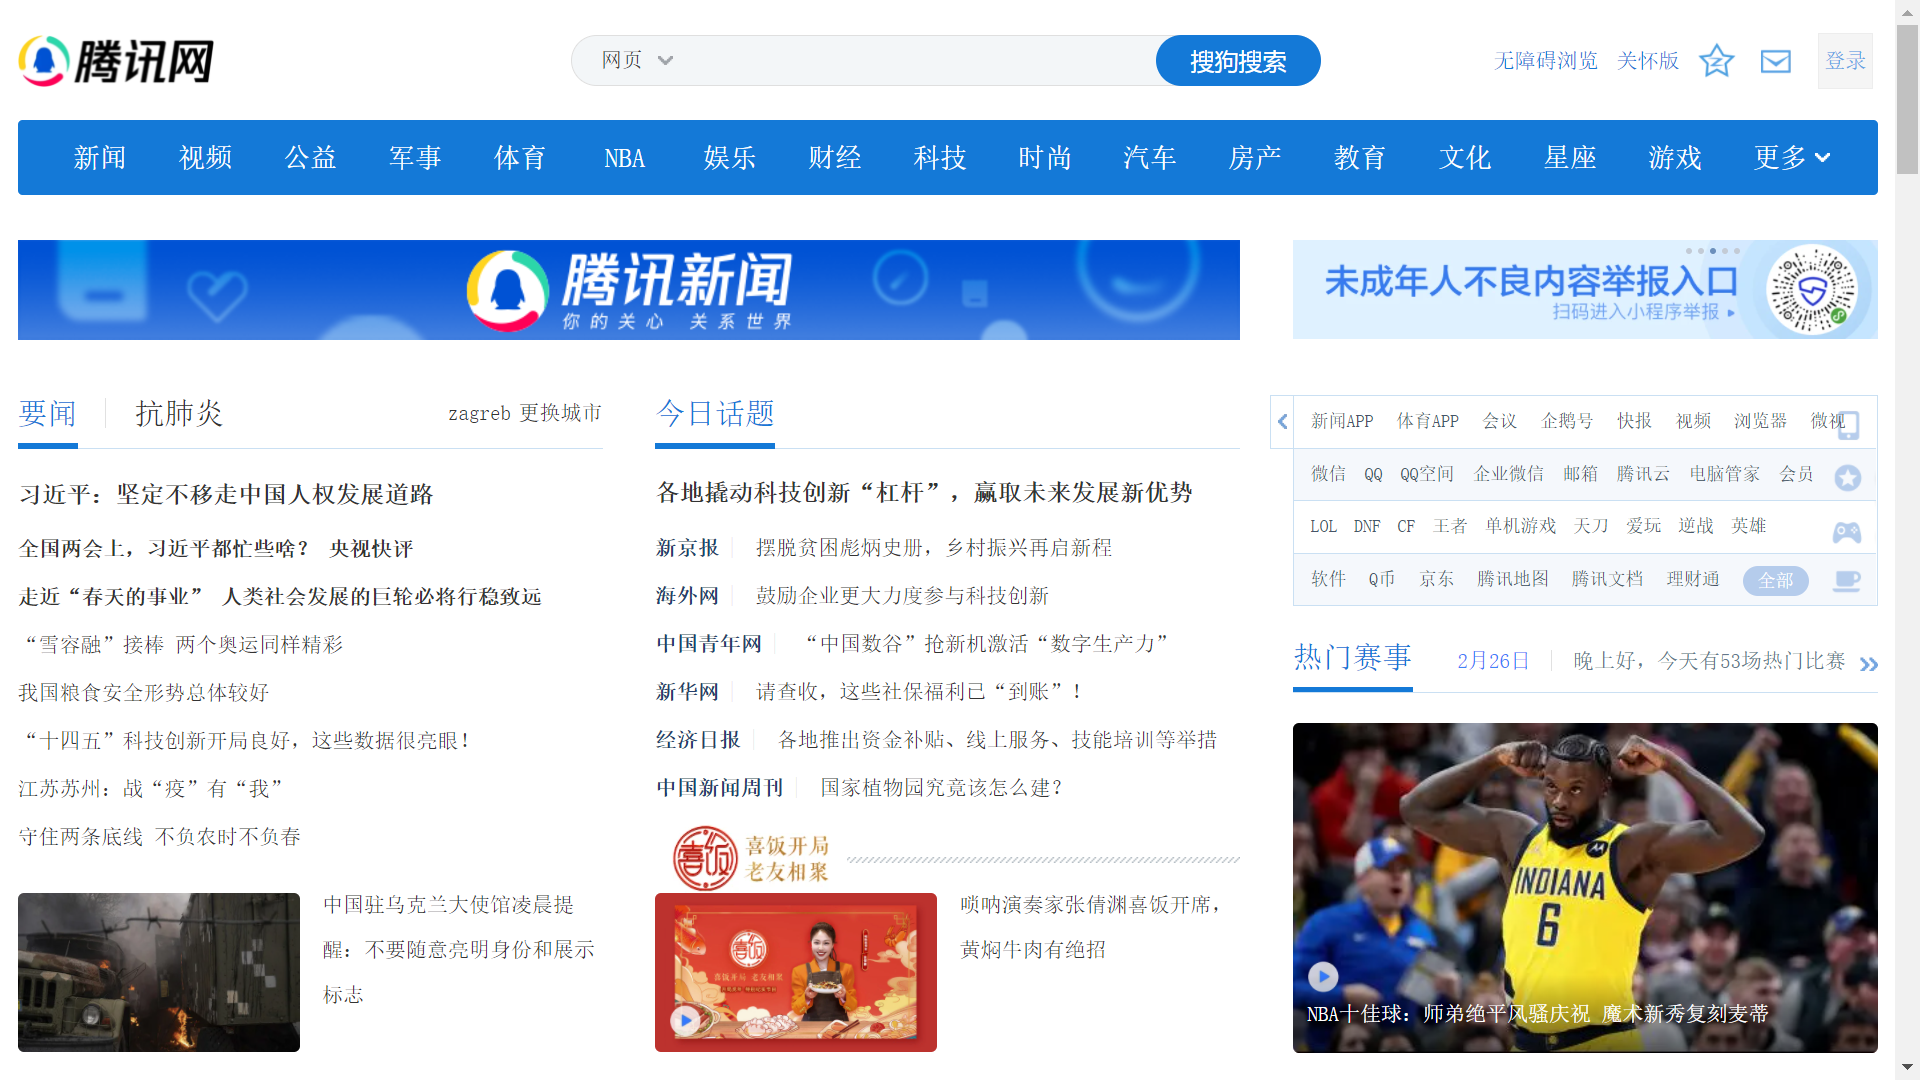 腾讯网
网页
搜狗搜索
无障碍浏览 关怀版
登录
新闻 视频 公益 军事 体育 NBA 娱乐 财经 科技 时尚 汽车 房产 教育 文化 星座 游戏 更多
腾讯新闻
你的关心 关系世界
未成年人不良内容举报入口
扫码进入小程序举报
要闻 抗肺炎 zagreb 更换城市
习近平：坚定不移走中国人权发展道路
全国两会上，习近平都忙些啥？ 央视快评
走近“春天的事业” 人类社会发展的巨轮必将行稳致远
“雪容融”接棒 两个奥运同样精彩
我国粮食安全形势总体较好
“十四五”科技创新开局良好，这些数据很亮眼！
江苏苏州：战“疫”有“我”
守住两条底线 不负农时不负春
中国驻乌克兰大使馆凌晨提
醒：不要随意亮明身份和展示
标志
今日话题
各地撬动科技创新“杠杆”，赢取未来发展新优势
新京报 摆脱贫困彪炳史册，乡村振兴再启新程
海外网 鼓励企业更大力度参与科技创新
中国青年网 “中国数谷”抢新机激活“数字生产力”
新华网 请查收，这些社保福利已“到账”！
经济日报 各地推出资金补贴、线上服务、技能培训等举措
中国新闻周刊 国家植物园究竟该怎么建？
喜饭 喜饭开局
老友相聚
喜饭
喜饭开局 老友相聚
唢呐演奏家张倩渊喜饭开席，
黄焖牛肉有绝招
新闻APP 体育APP 会议 企鹅号 快报 视频 浏览器 微视
微信 QQ QQ空间 企业微信 邮箱 腾讯云 电脑管家 会员
LOL DNF CF 王者 单机游戏 天刀 爱玩 逆战 英雄
软件 Q币 京东 腾讯地图 腾讯文档 理财通 全部
热门赛事 2月26日 晚上好，今天有53场热门比赛
INDIANA
6
NBA十佳球：师弟绝平风骚庆祝 魔术新秀复刻麦蒂